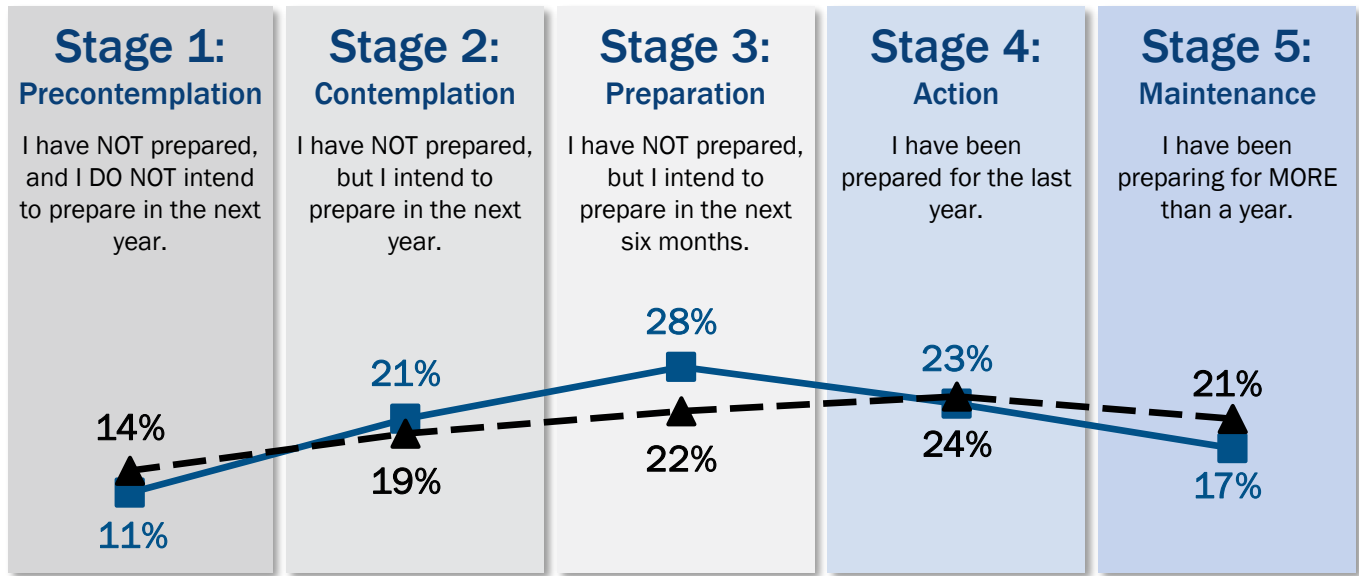 Stage 1:
Precontemplation
I have NOT prepared,
and I DO NOT intend
to prepare in the next
year.
14%
11%
Stage 2:
Contemplation
I have NOT prepared,
but I intend to
prepare in the next
year.
21%
19%
Stage 3:
Preparation
I have NOT prepared,
but I intend to
prepare in the next
six months.
28%
22%
Stage 4:
Action
I have been
prepared for the last
year.
23%
24%
Stage 5:
Maintenance
I have been
preparing for MORE
than a year.
21%
17%